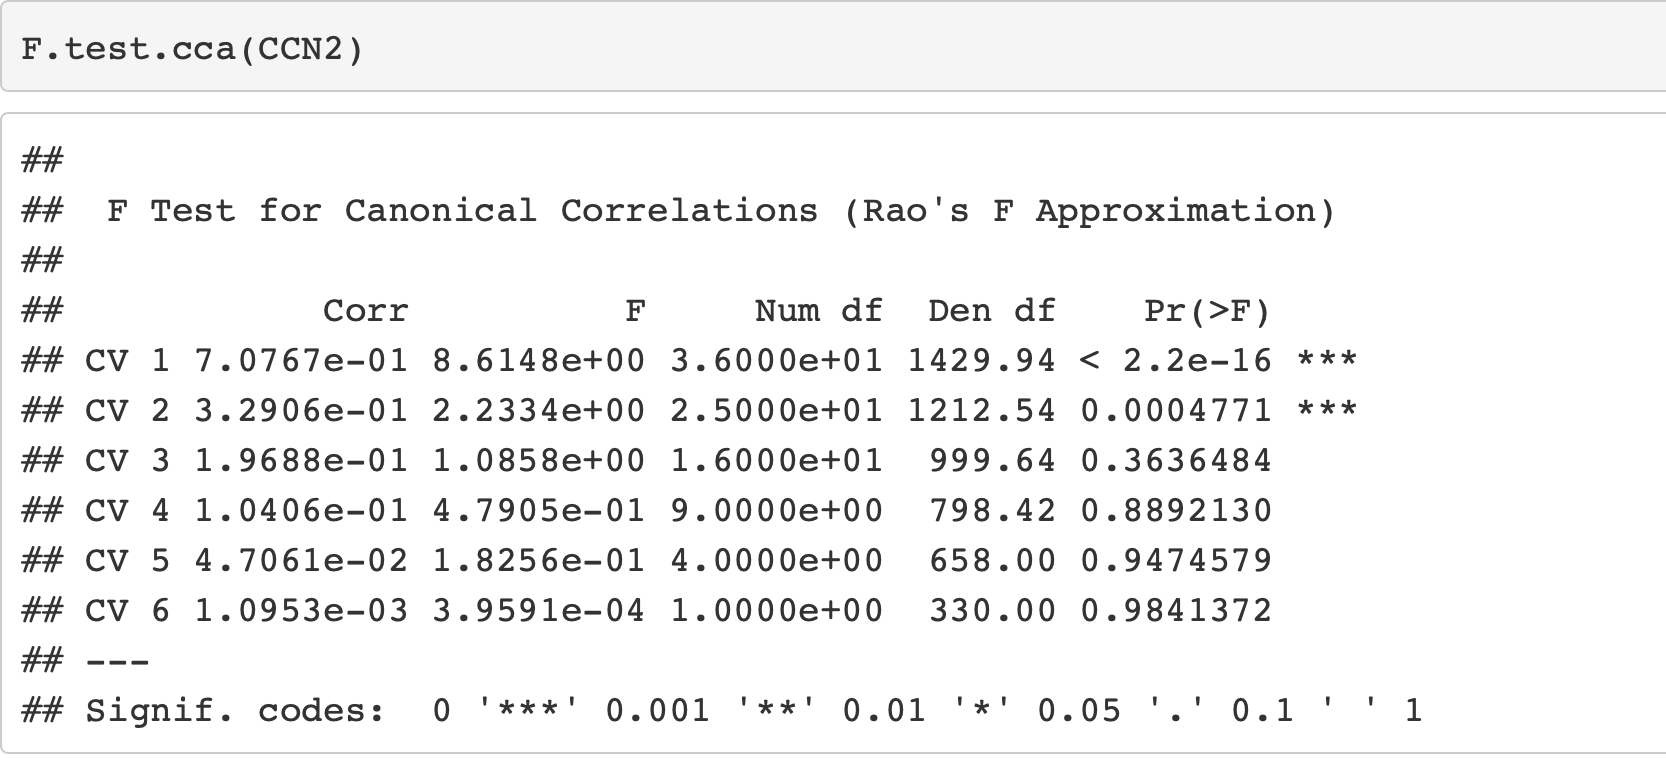 F.test.cca(CCN2)
##
##  F Test for Canonical Correlations (Rao's F Approximation)
##
##            Corr          F     Num df  Den df    Pr(>F)
## CV 1 7.0767e-01 8.6148e+00 3.6000e+01 1429.94 < 2.2e-16 ***
## CV 2 3.2906e-01 2.2334e+00 2.5000e+01 1212.54 0.0004771 ***
## CV 3 1.9688e-01 1.0858e+00 1.6000e+01  999.64 0.3636484
## CV 4 1.0406e-01 4.7905e-01 9.0000e+00  798.42 0.8892130
## CV 5 4.7061e-02 1.8256e-01 4.0000e+00  658.00 0.9474579
## CV 6 1.0953e-03 3.9591e-04 1.0000e+00  330.00 0.9841372
## ---
## Signif. codes:  0 '***' 0.001 '**' 0.01 '*' 0.05 '.' 0.1 ' ' 1